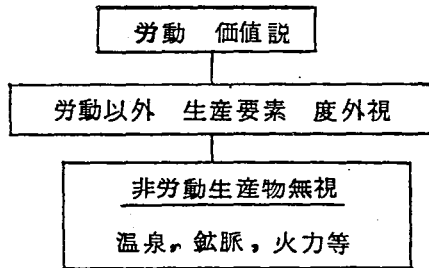 労動　価値説
労動以外　生産要素　度外視
非労動生産物無視
温泉，鉱脈，火力等